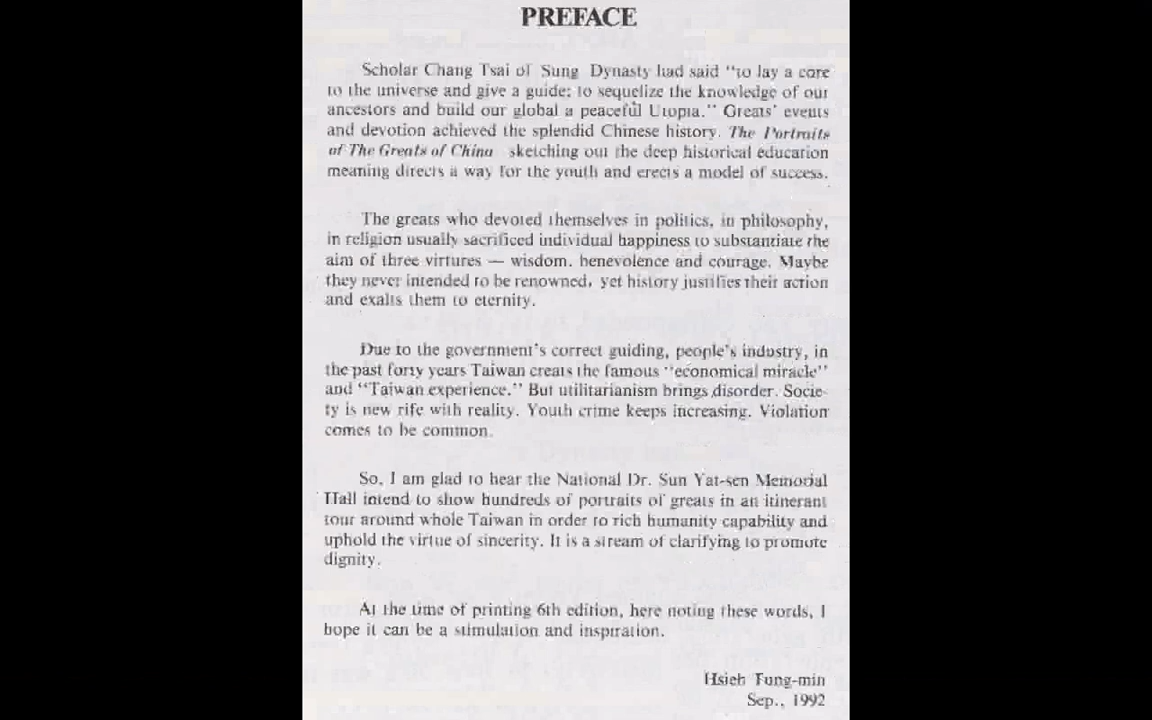 PREFACE
Scholar Chang Tsai of Sung Dynasty had said "to lay a core
to the universe and give a guide; to sequelize the knowledge of our
ancestors and build our global a peaceful Utopia." Greats' events
and devotion achieved the splendid Chinese history. The Portraits
of The Greats of China sketching out the deep historical education
meaning directs a way for the youth and erects a model of success.
The greats who devoted themselves in politics, in philosophy,
in religion usually sacrificed individual happiness to substantiate the
aim of three virtures — wisdom, benevolence and courage. Maybe
they never intended to be renowned, yet history justifies their action
and exalts them to eternity.
Due to the government's correct guiding, people's industry, in
the past forty years Taiwan creats the famous "economical miracle"
and "Taiwan experience." But utilitarianism brings disorder. Socie-
ty is new rife with reality. Youth crime keeps increasing. Violation
comes to be common.
So, I am glad to hear the National Dr. Sun Yat-sen Memorial
Hall intend to show hundreds of portraits of greats in an itinerant
tour around whole Taiwan in order to rich humanity capability and
uphold the virtue of sincerity. It is a stream of clarifying to promote
dignity.
At the time of printing 6th edition, here noting these words, I
hope it can be a stimulation and inspiration.
Hsieh Fung-min
Sep., 1992